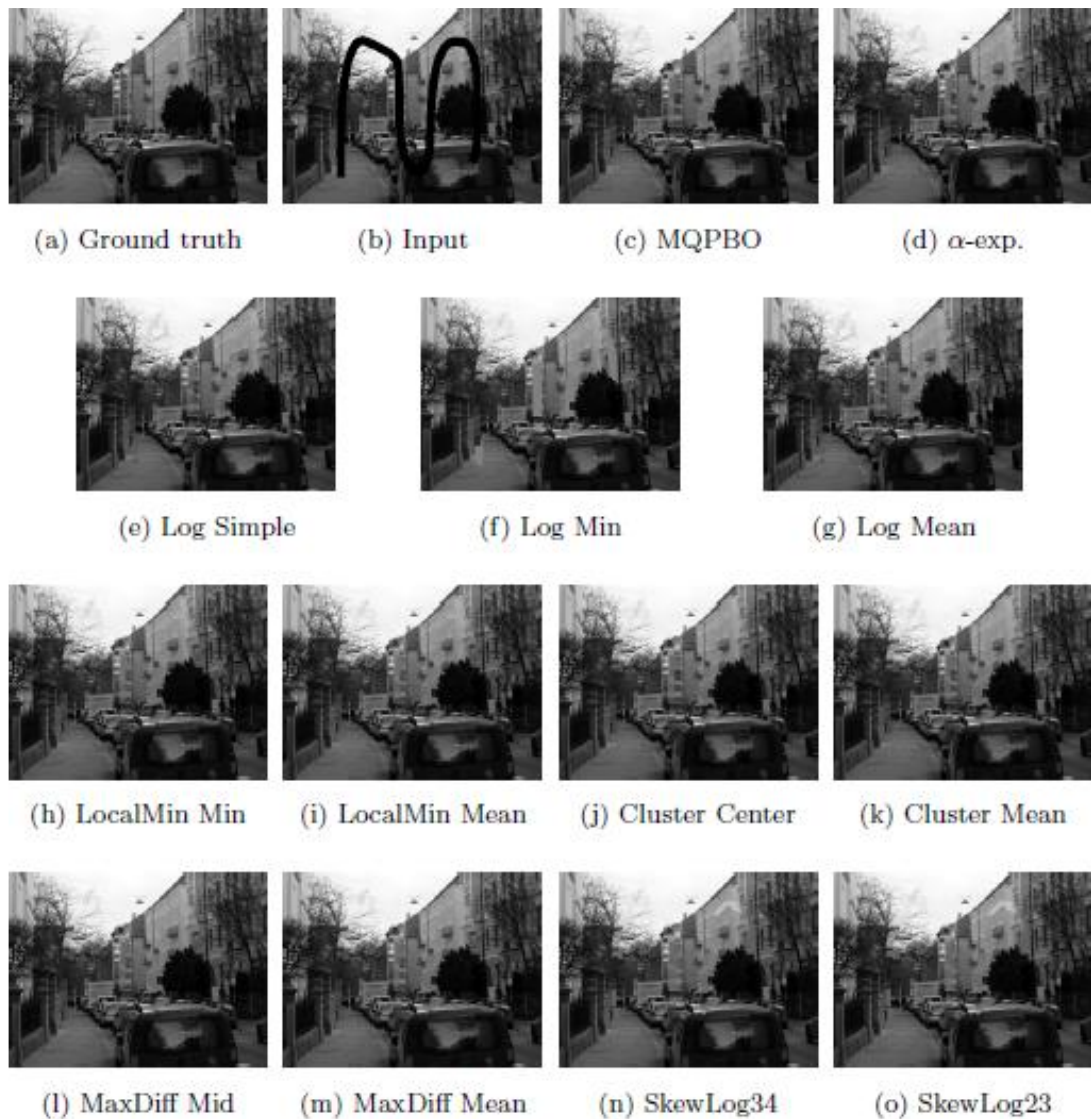 (a) Ground truth (b) Input (c) MQPBO (d) α-exp.
(e) Log Simple (f) Log Min (g) Log Mean
(h) LocalMin Min (i) LocalMin Mean (j) Cluster Center (k) Cluster Mean
(l) MaxDiff Mid (m) MaxDiff Mean (n) SkewLog34 (o) SkewLog23